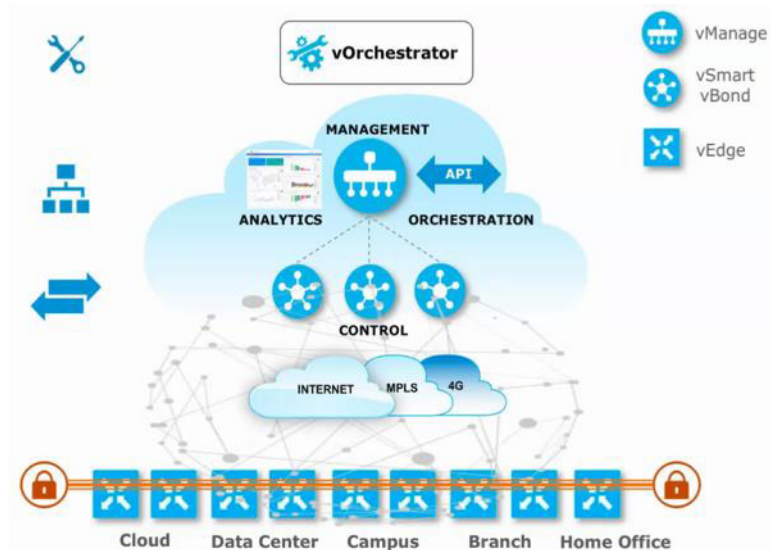 vOrchestrator
vManage
vSmart
vBond
vEdge
MANAGEMENT
API
ANALYTICS
ORCHESTRATION
CONTROL
INTERNET
MPLS
4G
Cloud
Data Center
Campus
Branch
Home Office